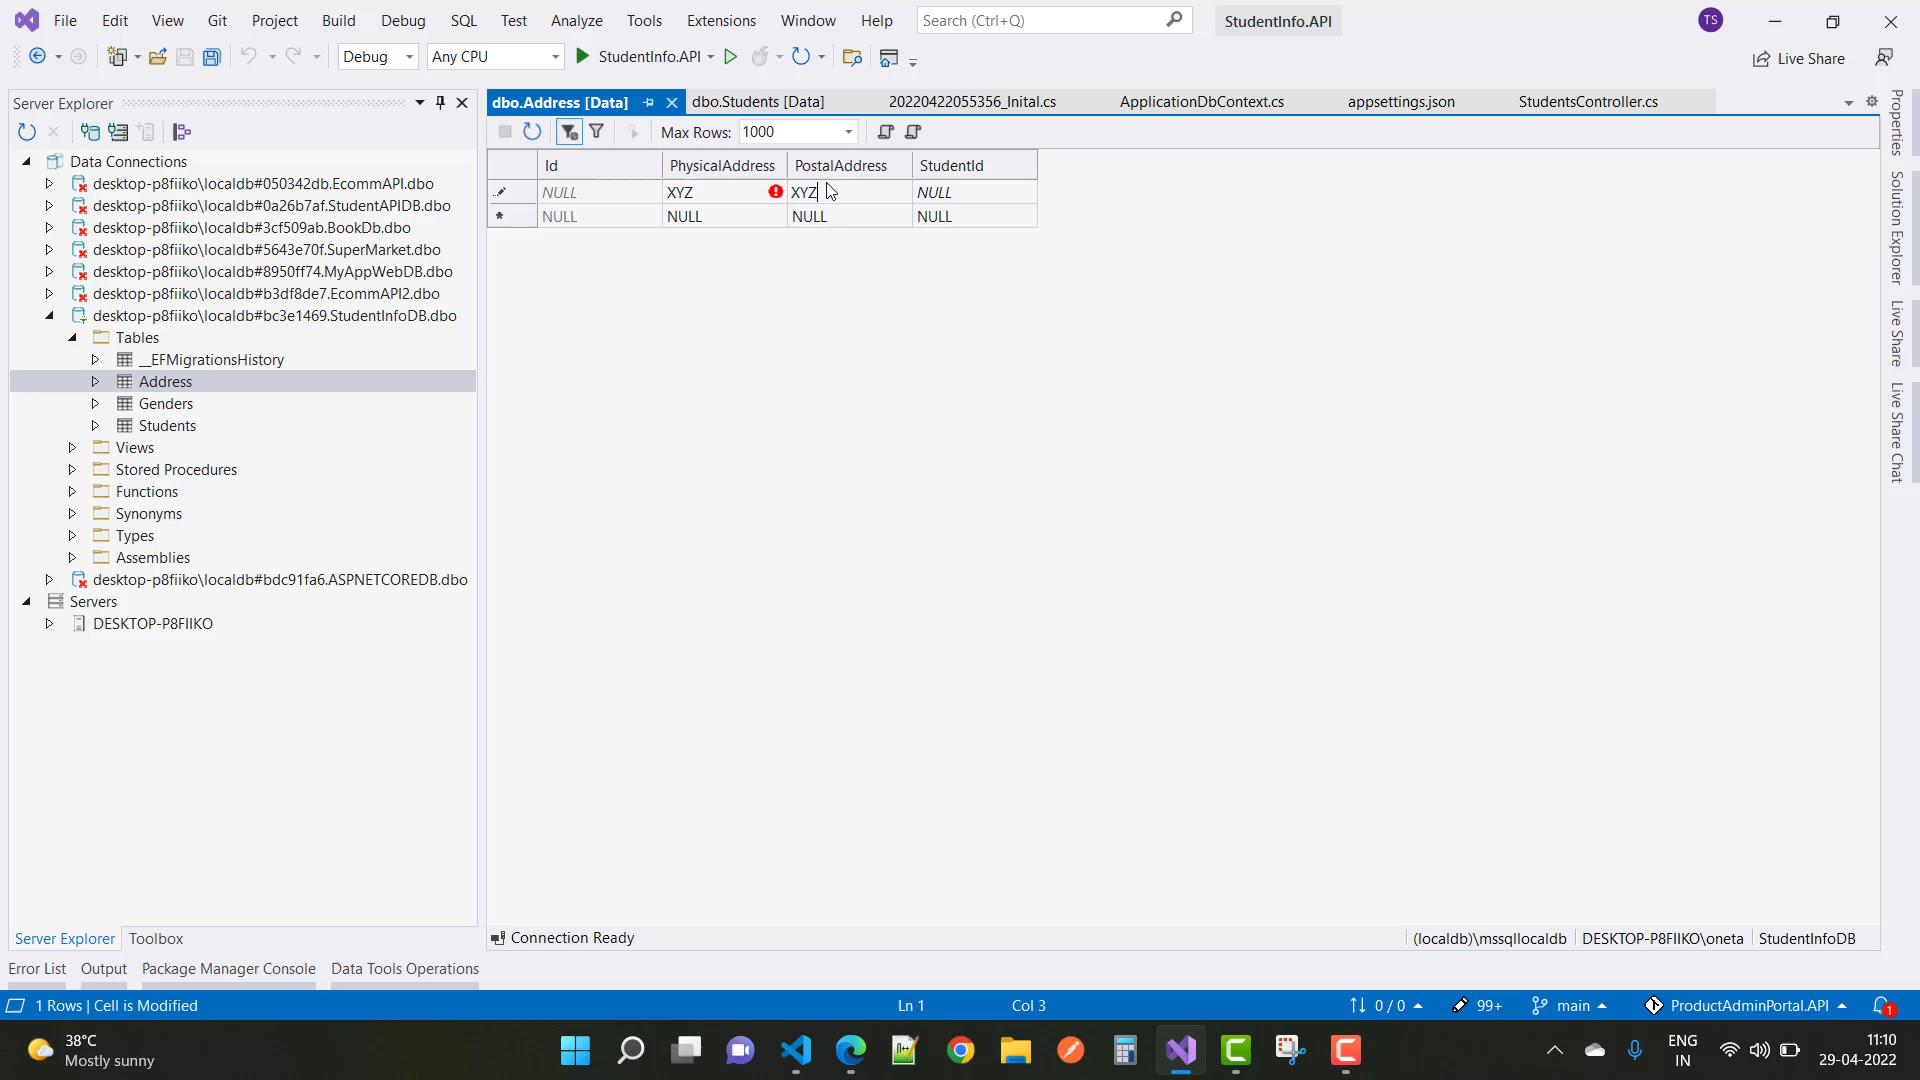 File Edit View Git Project Build Debug SQL Test Analyze Tools Extensions Window Help Search (Ctrl+Q) StudentInfo.API TS
Debug Any CPU StudentInfo.API Live Share
Server Explorer
Data Connections
desktop-p8fiiko\localdb#050342db.EcommAPI.dbo
desktop-p8fiiko\localdb#0a26b7af.StudentAPIDB.dbo
desktop-p8fiiko\localdb#3cf509ab.BookDb.dbo
desktop-p8fiiko\localdb#5643e70f.SuperMarket.dbo
desktop-p8fiiko\localdb#8950ff74.MyAppWebDB.dbo
desktop-p8fiiko\localdb#b3df8de7.EcommAPI2.dbo
desktop-p8fiiko\localdb#bc3e1469.StudentInfoDB.dbo
Tables
__EFMigrationsHistory
Address
Genders
Students
Views
Stored Procedures
Functions
Synonyms
Types
Assemblies
desktop-p8fiiko\localdb#bdc91fa6.ASPNETCOREDB.dbo
Servers
DESKTOP-P8FIIKO
Server Explorer Toolbox
dbo.Address [Data] dbo.Students [Data] 20220422055356_Inital.cs ApplicationDbContext.cs appsettings.json StudentsController.cs
Max Rows: 1000
Id PhysicalAddress PostalAddress StudentId
NULL XYZ XYZ NULL
* NULL NULL NULL NULL
Connection Ready (localdb)\mssqllocaldb DESKTOP-P8FIIKO\oneta StudentInfoDB
Properties
Solution Explorer
Live Share
Live Share Chat
Error List Output Package Manager Console Data Tools Operations
1 Rows | Cell is Modified Ln 1 Col 3 0 / 0 99+ main ProductAdminPortal.API 1
38°C
Mostly sunny
ENG
IN
11:10
29-04-2022